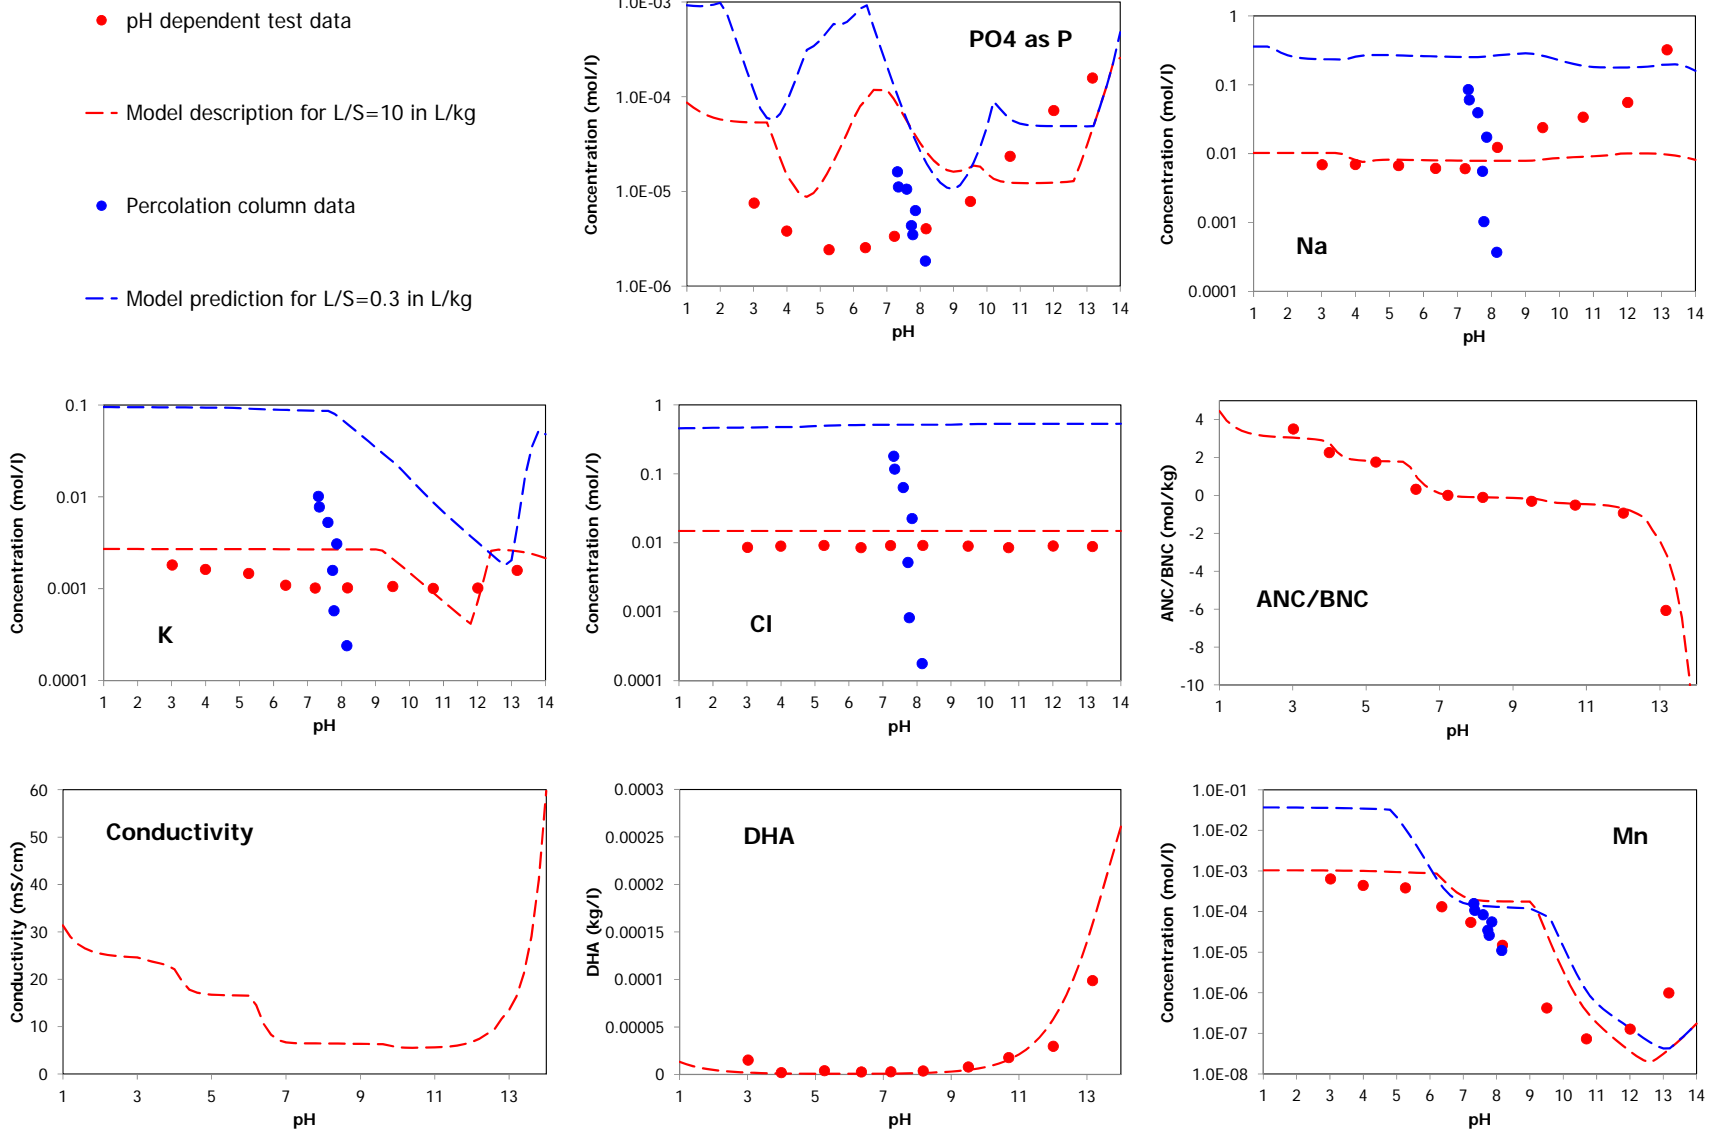 pH dependent test data
Model description for L/S=10 in L/kg
Percolation column data
Model prediction for L/S=0.3 in L/kg
1.0E-03
1.0E-04
1.0E-05
1.0E-06
Concentration (mol/l)
PO4 as P
1 2 3 4 5 6 7 8 9 10 11 12 13 14
pH
1
0.1
0.01
0.001
0.0001
Concentration (mol/l)
Na
1 2 3 4 5 6 7 8 9 10 11 12 13 14
pH
0.1
0.01
0.001
0.0001
Concentration (mol/l)
K
1 2 3 4 5 6 7 8 9 10 11 12 13 14
pH
1
0.1
0.01
0.001
0.0001
Concentration (mol/l)
Cl
1 2 3 4 5 6 7 8 9 10 11 12 13 14
pH
4
2
0
-2
-4
-6
-8
-10
ANC/BNC (mol/kg)
ANC/BNC
1 3 5 7 9 11 13
pH
60
50
40
30
20
10
0
Conductivity (mS/cm)
Conductivity
1 3 5 7 9 11 13
pH
0.0003
0.00025
0.0002
0.00015
0.0001
0.00005
0
DHA (kg/l)
DHA
1 2 3 4 5 6 7 8 9 10 11 12 13 14
pH
1.0E-01
1.0E-02
1.0E-03
1.0E-04
1.0E-05
1.0E-06
1.0E-07
1.0E-08
Concentration (mol/l)
Mn
1 2 3 4 5 6 7 8 9 10 11 12 13 14
pH